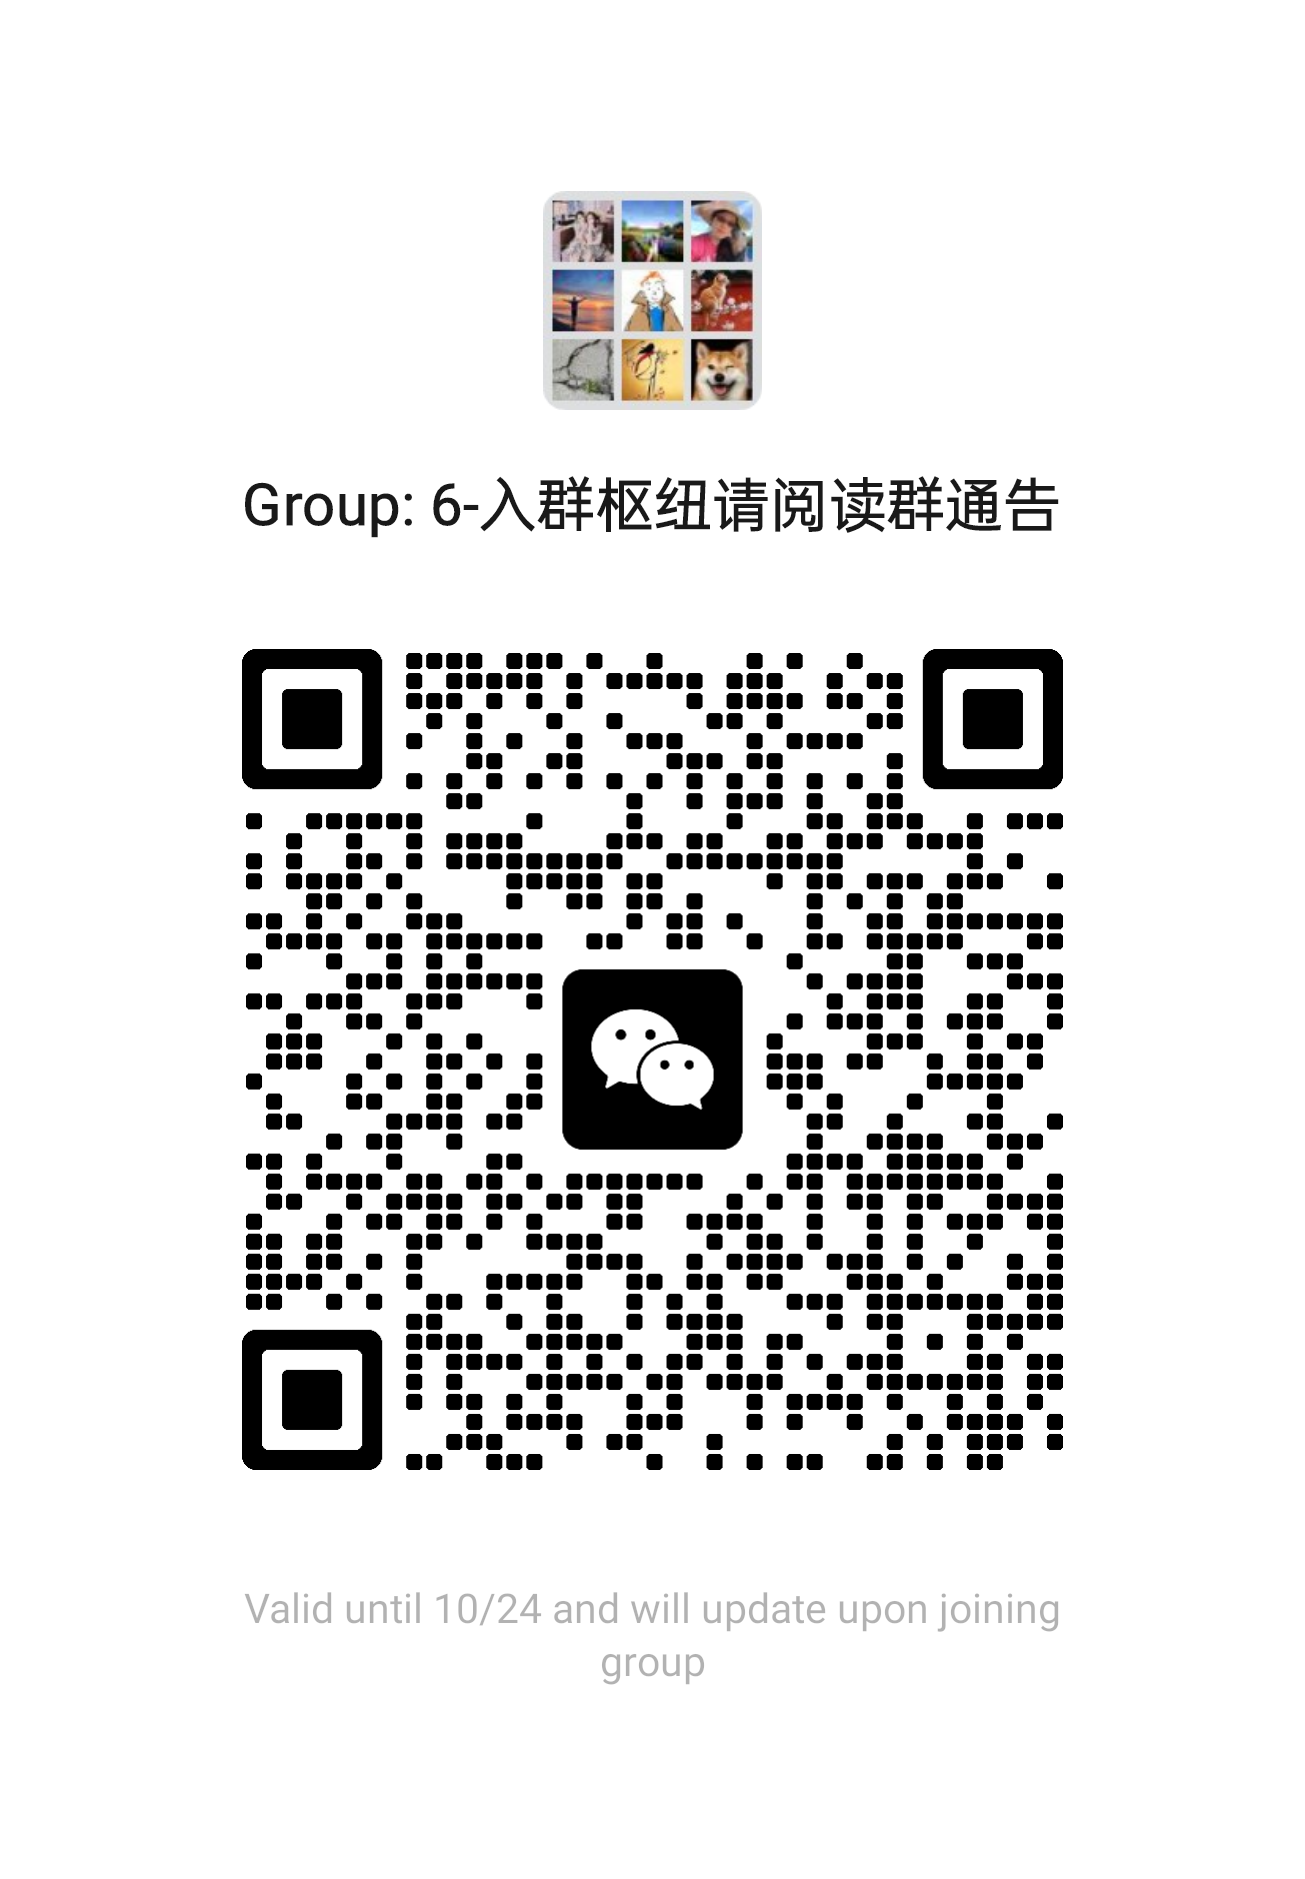 Group: 6-入群枢纽请阅读群通告
Valid until 10/24 and will update upon joining
group